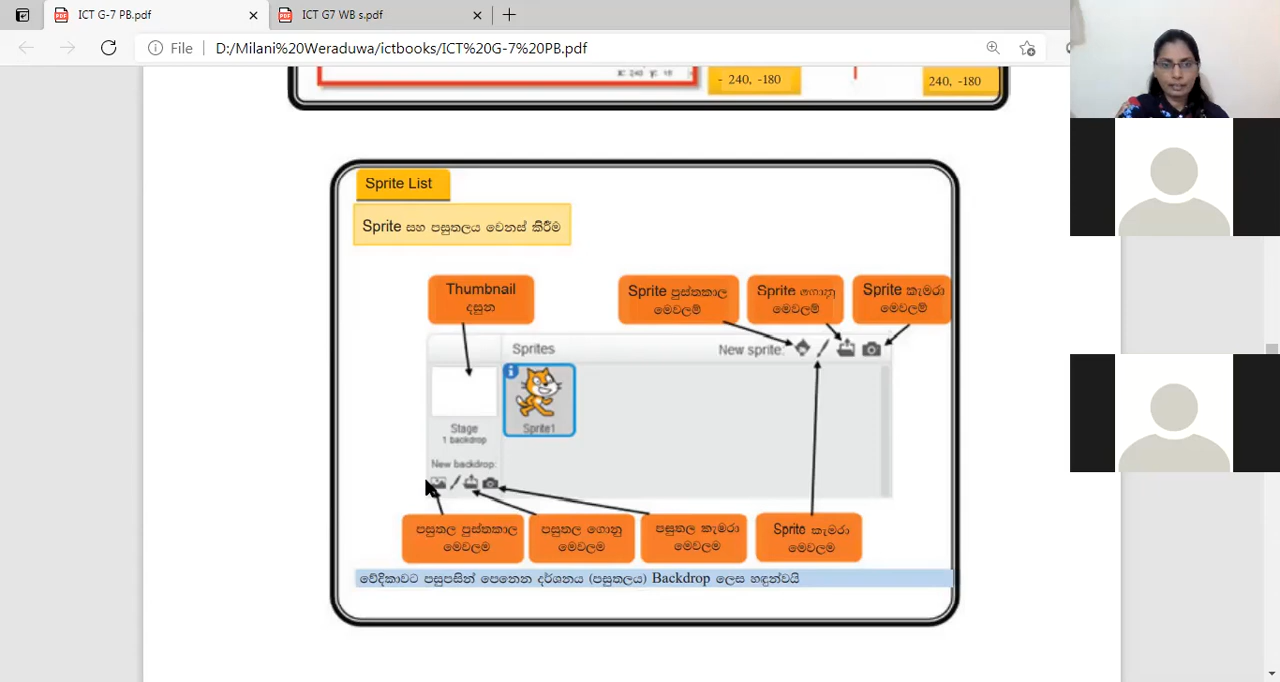 ICT G-7 PB.pdf
ICT G7 WB s.pdf
File
D:/Milani%20Weraduwa/ictbooks/ICT%20G-7%20PB.pdf
- 240, -180
240, -180
Sprite List
Sprite සහ පසුතලය වෙනස් කිරීම
Thumbnail
දසුන
Sprite පුස්තකාල
මෙවලම්
Sprite ගොනු
මෙවලම්
Sprite කැමරා
මෙවලම්
Sprites
New sprite:
Sprite1
Stage
1 backdrop
New backdrop:
පසුතල පුස්තකාල
මෙවලම
පසුතල ගොනු
මෙවලම
පසුතල කැමරා
මෙවලම
Sprite කැමරා
මෙවලම
වේදිකාවට පසුපසින් පෙනෙන දර්ශනය (පසුතලය) Backdrop ලෙස හඳුන්වයි